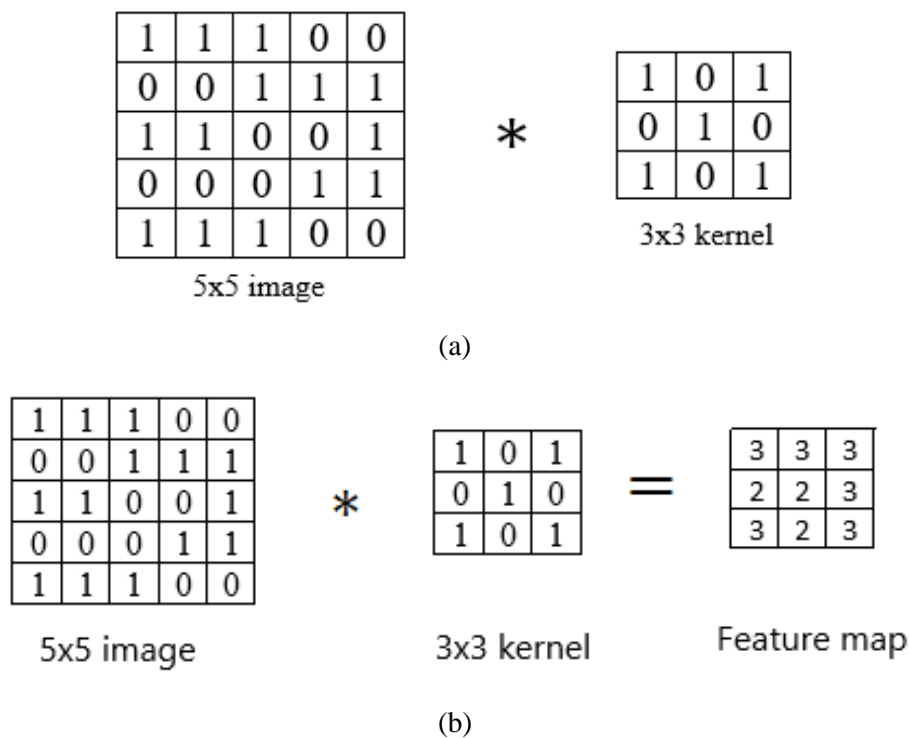 1 1 1 0 0
0 0 1 1 1
1 1 0 0 1
0 0 0 1 1
1 1 1 0 0
5x5 image
*
1 0 1
0 1 0
1 0 1
3x3 kernel
(a)
1 1 1 0 0
0 0 1 1 1
1 1 0 0 1
0 0 0 1 1
1 1 1 0 0
5x5 image
*
1 0 1
0 1 0
1 0 1
3x3 kernel
=
3 3 3
2 2 3
3 2 3
Feature map
(b)